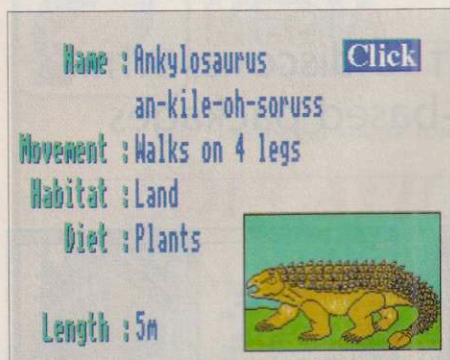 Name : Ankylosaurus
Click
an-kile-oh-soruss
Movement : Walks on 4 legs
Habitat : Land
Diet : Plants
Length : 5m